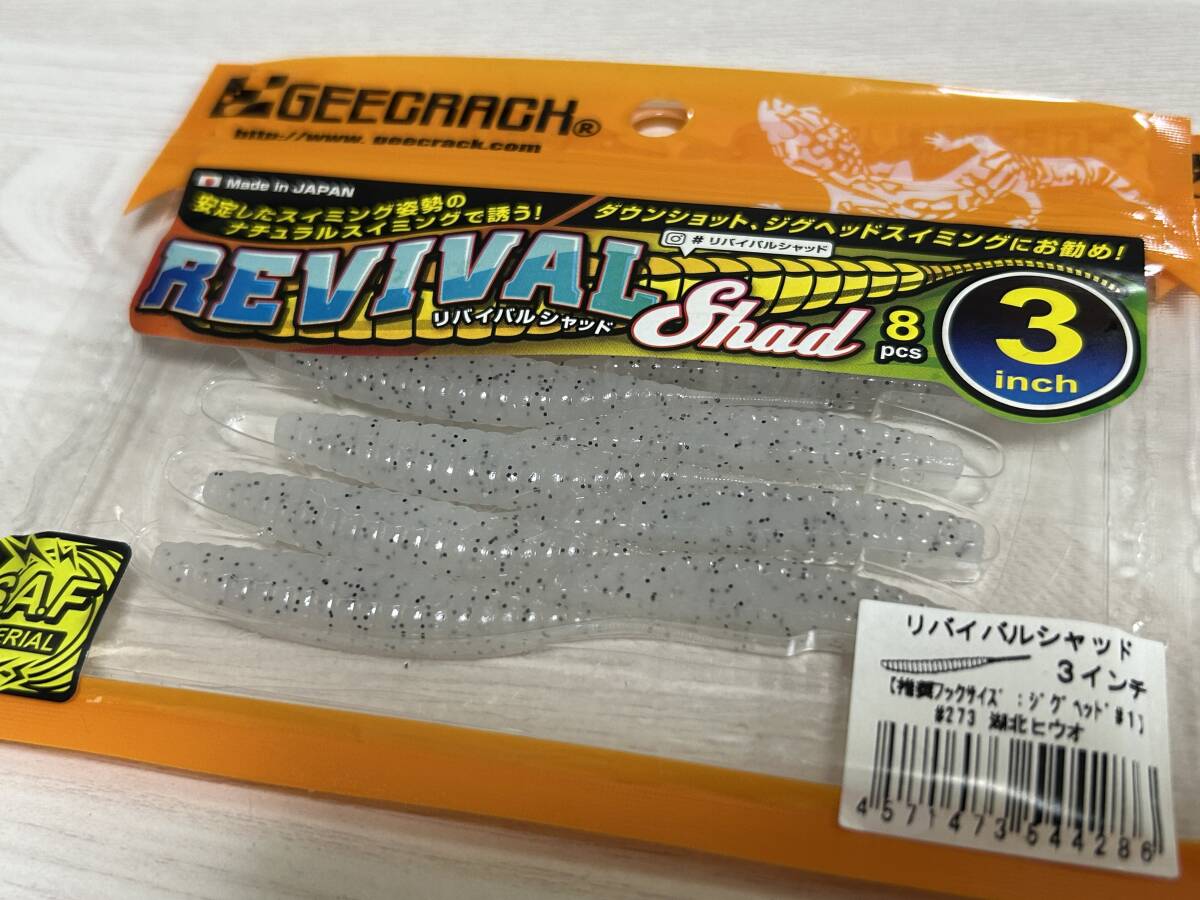 GEECRACK®
http://www.geecrack.com
Made in JAPAN
安定したスイミング姿勢の
ナチュラルスイミングで誘う!
ダウンショット、ジグヘッドスイミングにお勧め!
# リバイバルシャッド
REVIVAL
リバイバルシャッド
Shad
8
pcs
3
inch
S.A.F
ERIAL
リバイバルシャッド
3インチ
[推奨フックサイズ:ジグヘッド#1]
#273 湖北ヒウオ
4571473544286